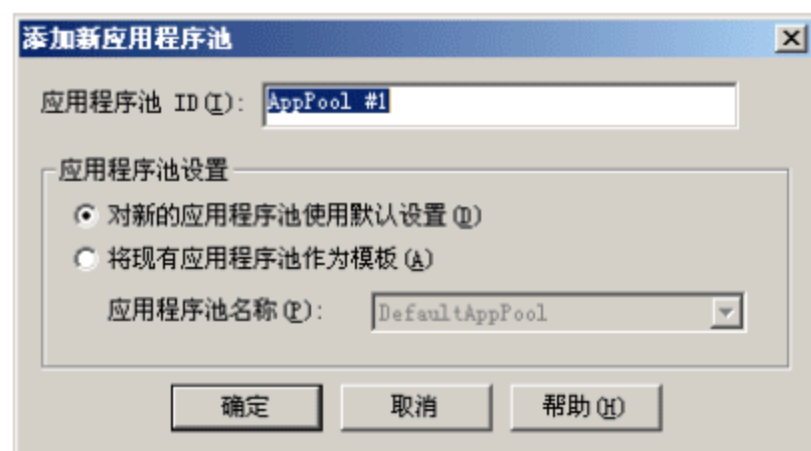 添加新应用程序池
应用程序池 ID(I): AppPool #1
应用程序池设置
对新的应用程序池使用默认设置(D)
将现有应用程序池作为模板(A)
应用程序池名称(P): DefaultAppPool
确定 取消 帮助(H)